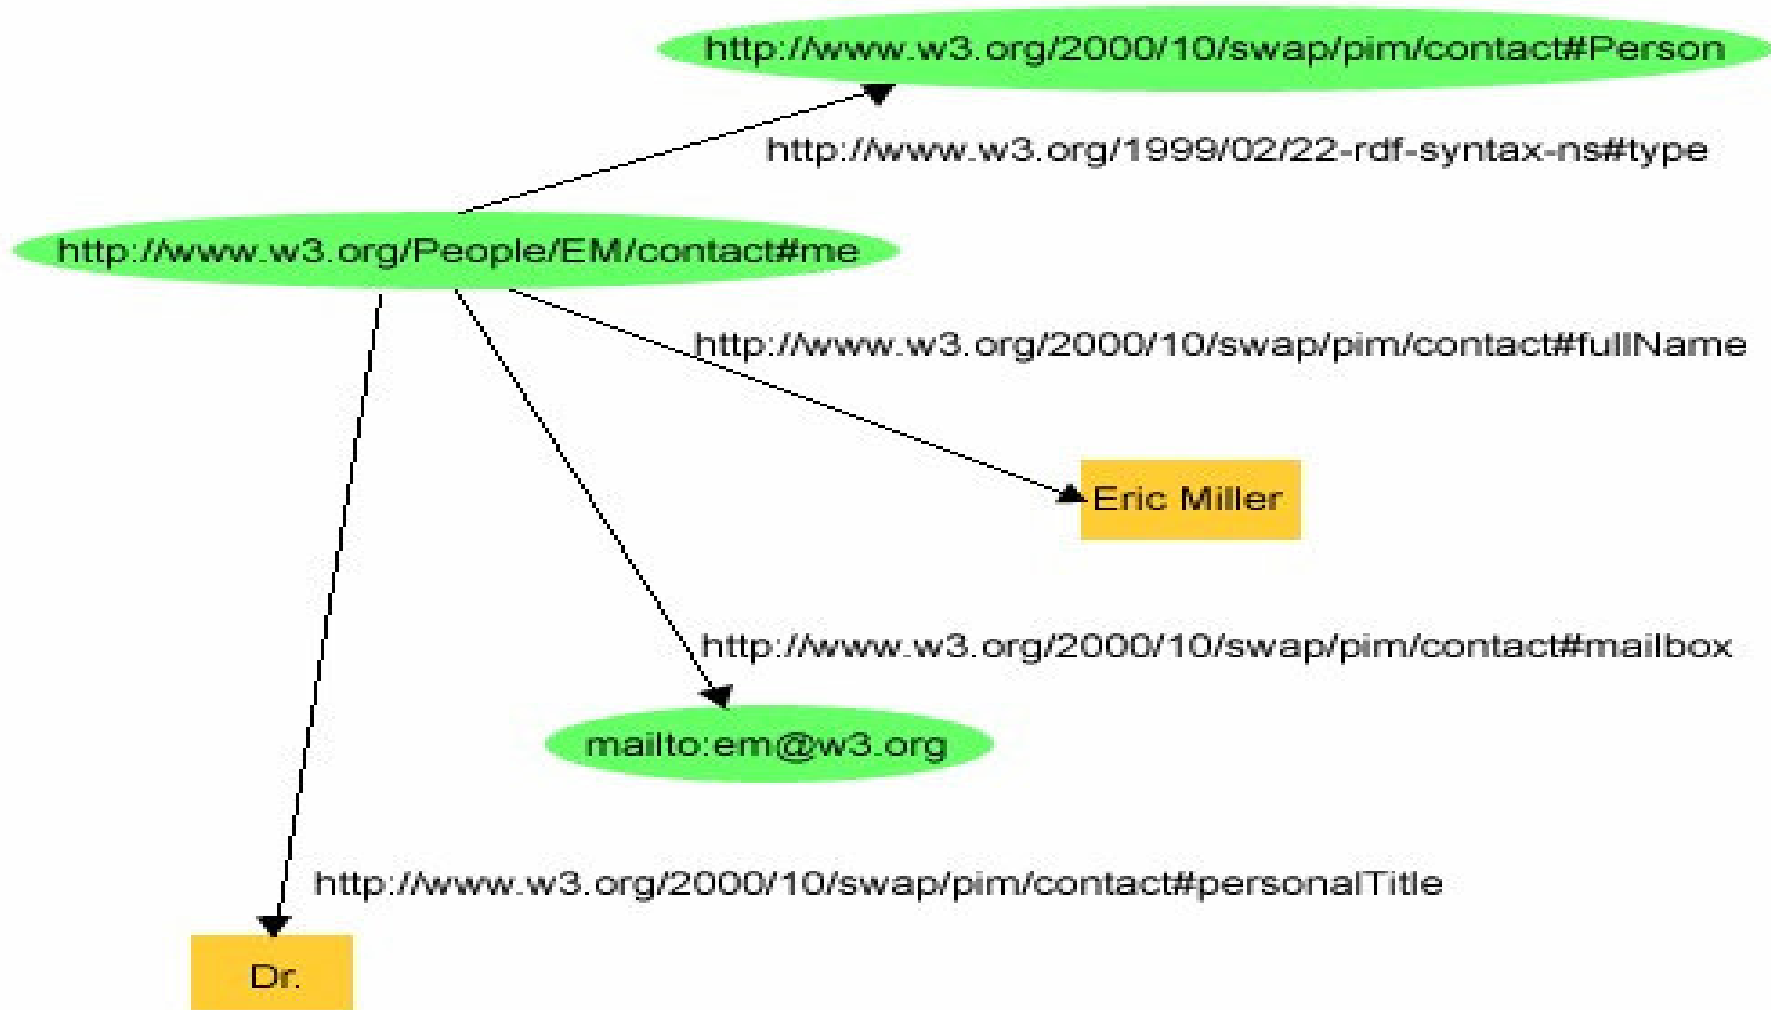 http://www.w3.org/2000/10/swap/pim/contact#Person
http://www.w3.org/1999/02/22-rdf-syntax-ns#type
http://www.w3.org/People/EM/contact#me
http://www.w3.org/2000/10/swap/pim/contact#fullName
Eric Miller
http://www.w3.org/2000/10/swap/pim/contact#mailbox
mailto:em@w3.org
http://www.w3.org/2000/10/swap/pim/contact#personalTitle
Dr.